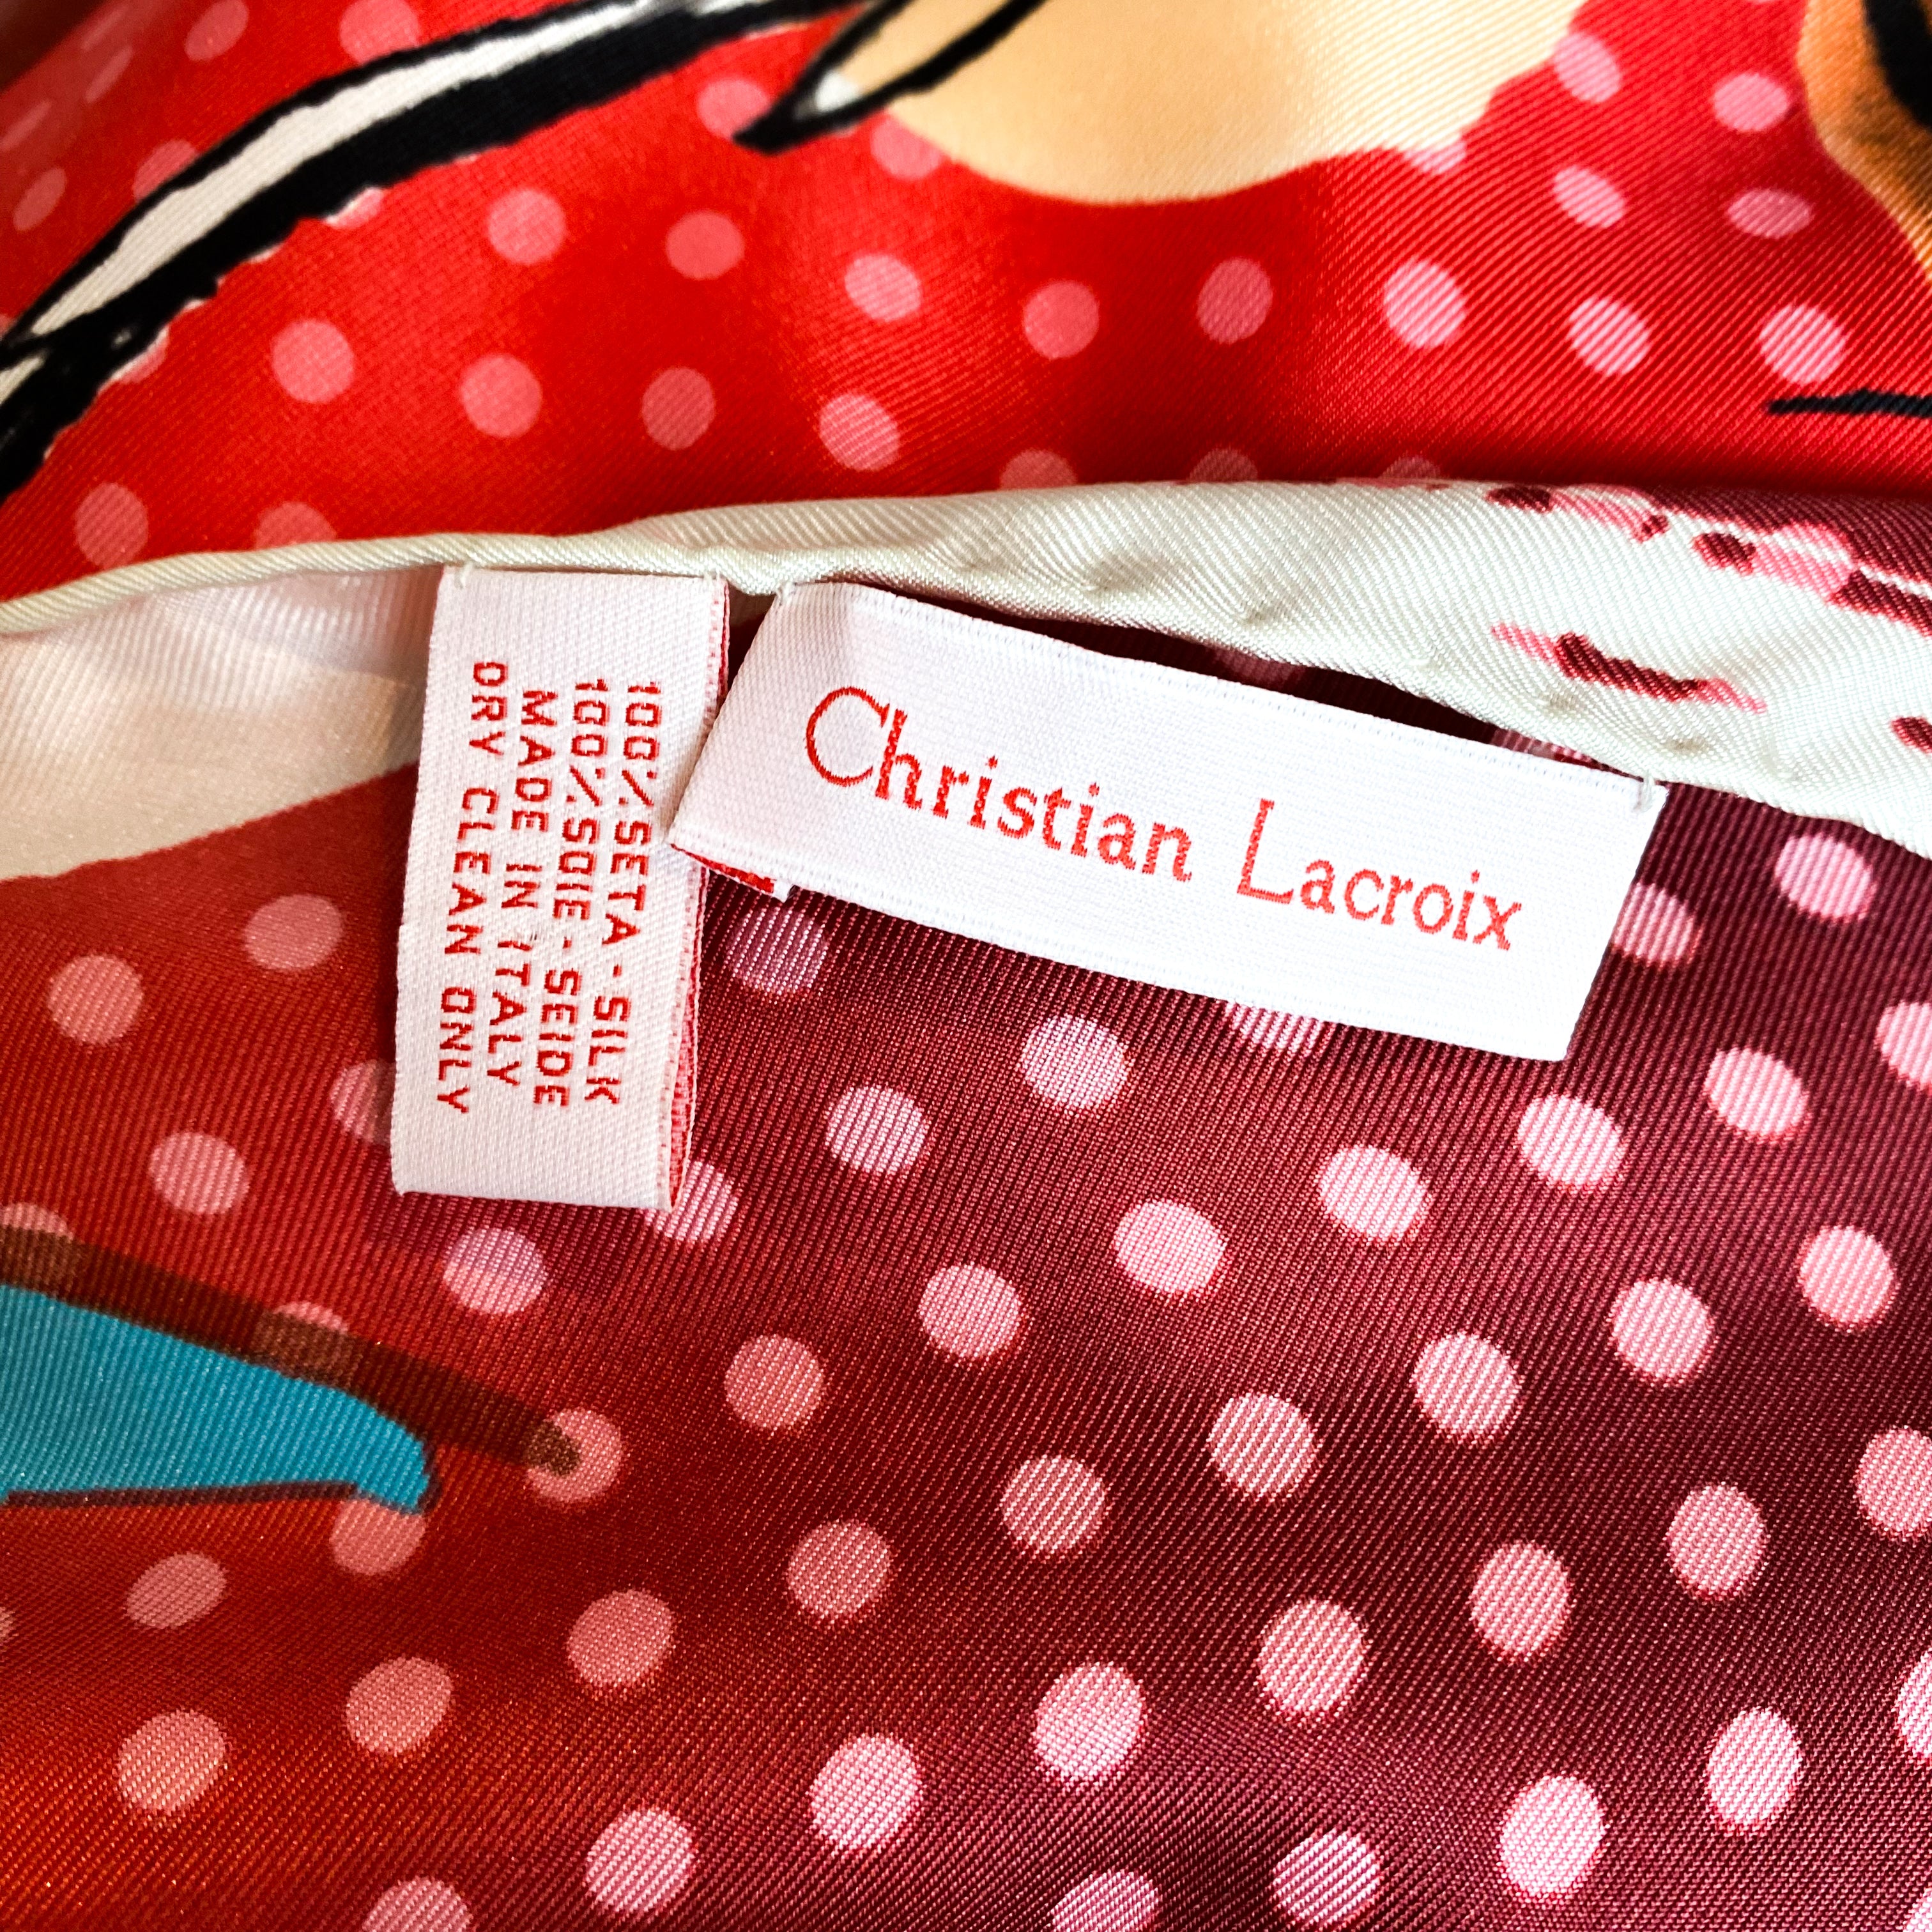 100% SETA - SILK
100% SOIE - SEIDE
MADE IN ITALY
DRY CLEAN ONLY
Christian Lacroix